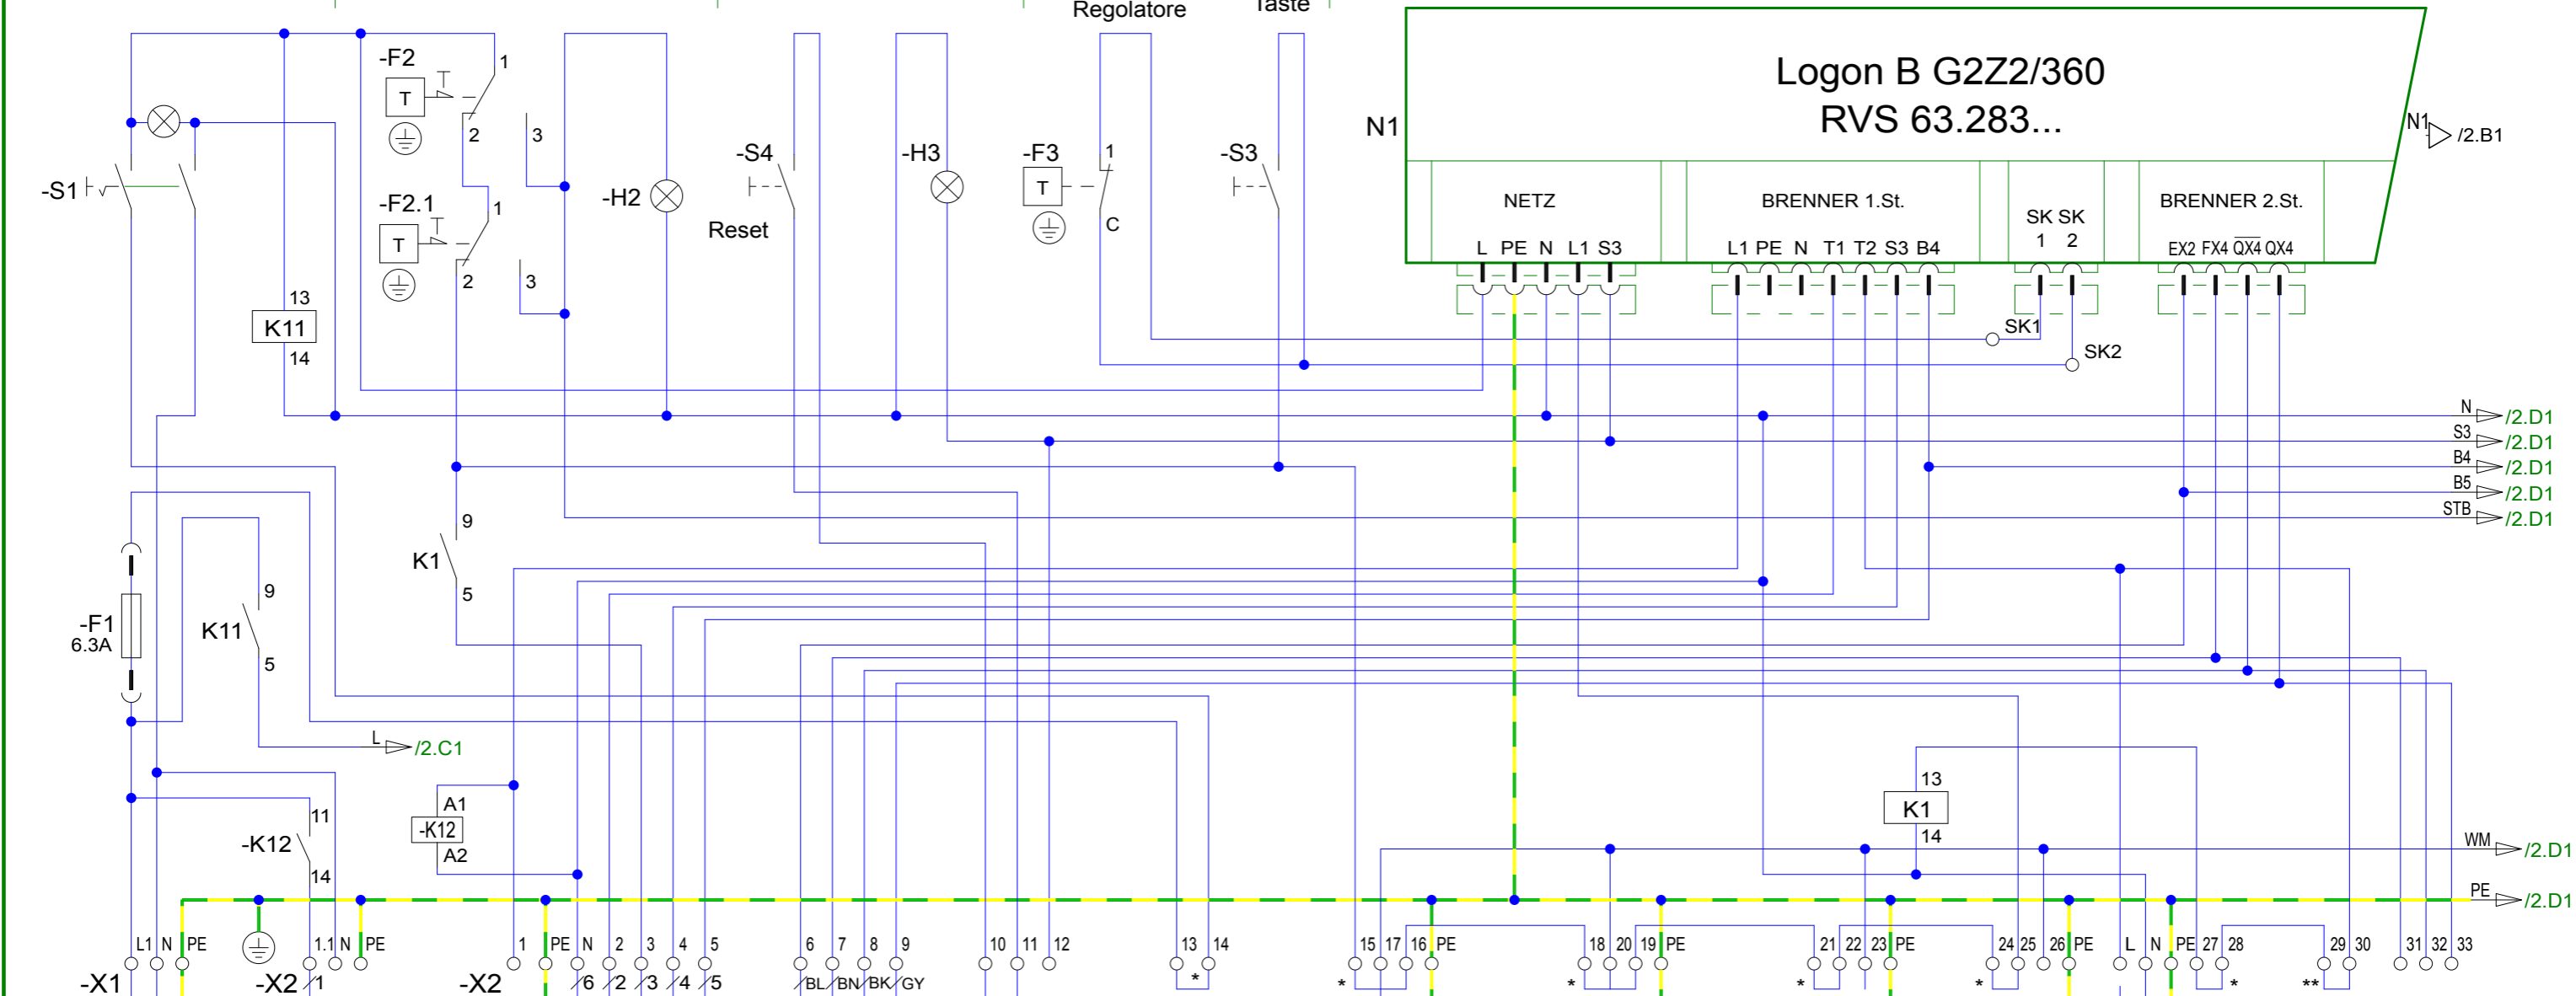 Regolatore
Taste
Logon B G2Z2/360
RVS 63.283...
N1
N1 /2.B1
NETZ
BRENNER 1.St.
SK SK
1 2
BRENNER 2.St.
L PE N L1 S3
L1 PE N T1 T2 S3 B4
EX2 FX4 QX4 QX4
-F2
T
1
2
3
-S1
-F2.1
T
1
2
3
-H2
-S4
Reset
-H3
-F3
T
1
C
-S3
13
K11
14
SK1
SK2
N /2.D1
S3 /2.D1
B4 /2.D1
B5 /2.D1
STB /2.D1
9
K1
5
-F1
6.3A
9
K11
5
L /2.C1
11
-K12
14
A1
-K12
A2
13
K1
14
WM /2.D1
PE /2.D1
L1 N PE 1.1 N PE 1 PE N 2 3 4 5 6 7 8 9 10 11 12 13 14 15 17 16 PE 18 20 19 PE 21 22 23 PE 24 25 26 PE L N PE 27 28 29 30 31 32 33
-X1 -X2 1 -X2 6 2 3 4 5 BL BN BK GY * * * * * * **